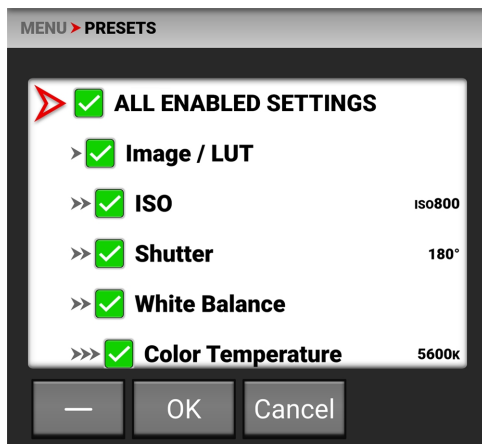 MENU > PRESETS
ALL ENABLED SETTINGS
Image / LUT
ISO ISO800
Shutter 180°
White Balance
Color Temperature 5600K
— OK Cancel